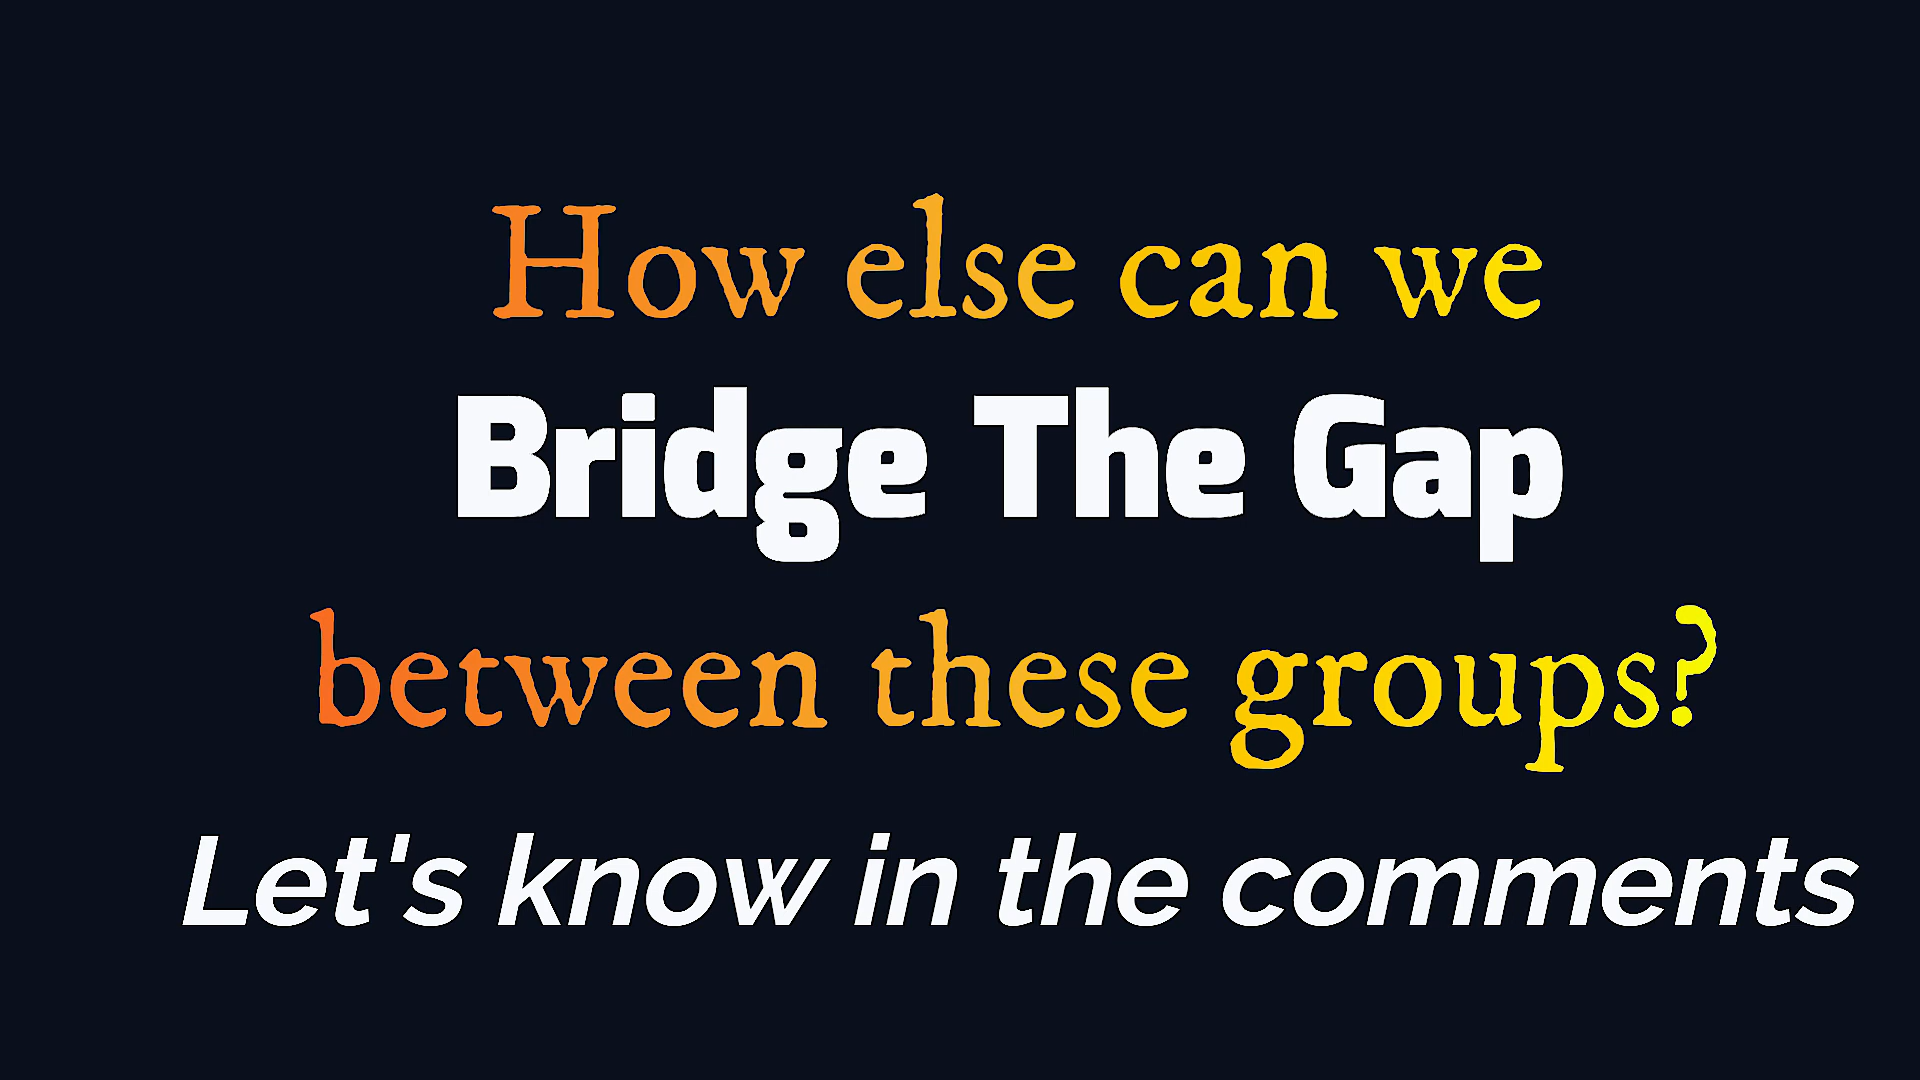 How else can we
Bridge The Gap
between these groups?
Let's know in the comments